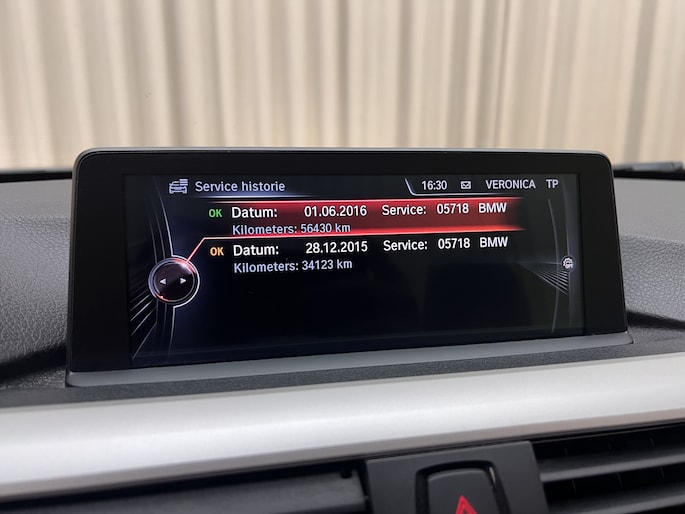 Service historie 16:30 VERONICA TP
OK Datum: 01.06.2016 Service: 05718 BMW
Kilometers: 56430 km
OK Datum: 28.12.2015 Service: 05718 BMW
Kilometers: 34123 km